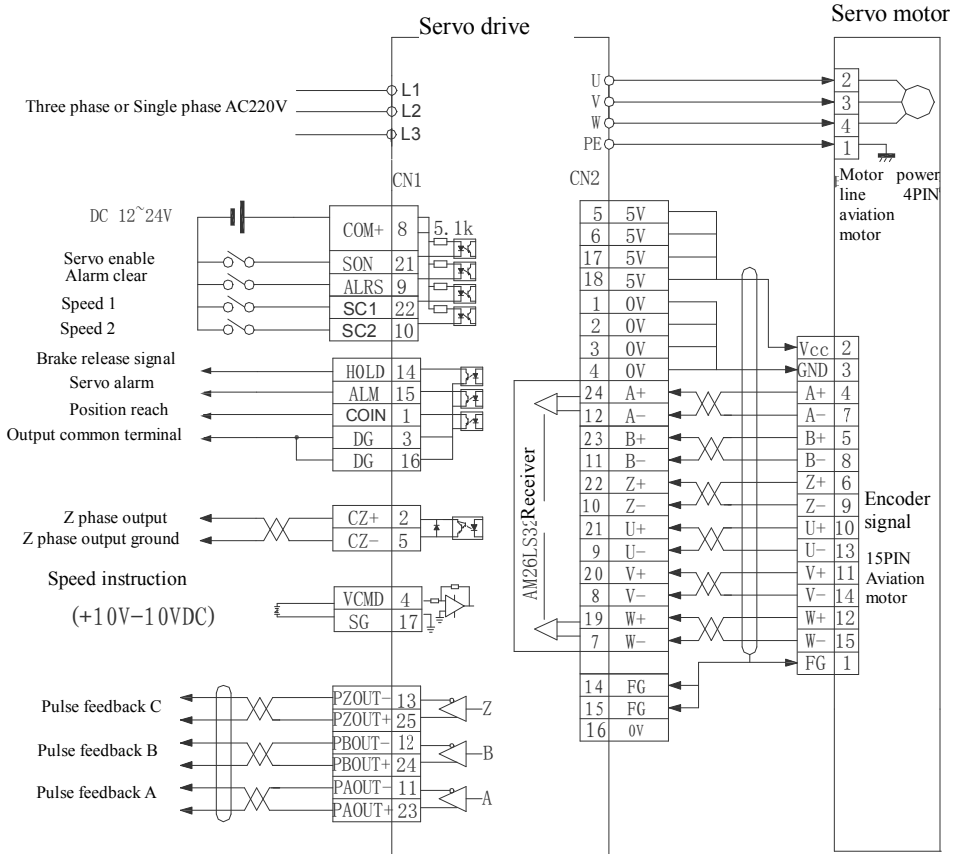 Servo drive
Servo motor
Three phase or Single phase AC220V
L1
L2
L3
U
V
W
PE
2
3
4
1
Motor power
line 4PIN
aviation
motor
CN1
CN2
DC 12~24V
COM+ 8 5.1k
Servo enable SON 21
Alarm clear ALRS 9
Speed 1 SC1 22
Speed 2 SC2 10
Brake release signal HOLD 14
Servo alarm ALM 15
Position reach COIN 1
Output common terminal DG 3
DG 16
Z phase output CZ+ 2
Z phase output ground CZ- 5
Speed instruction
(+10V-10VDC)
VCMD 4
SG 17
Pulse feedback C PZOUT- 13 Z
PZOUT+ 25
Pulse feedback B PBOUT- 12 B
PBOUT+ 24
Pulse feedback A PAOUT- 11 A
PAOUT+ 23
5 5V
6 5V
17 5V
18 5V
1 0V
2 0V
3 0V
4 0V
24 A+
12 A-
23 B+
11 B-
22 Z+
10 Z-
21 U+
9 U-
20 V+
8 V-
19 W+
7 W-
14 FG
15 FG
16 0V
AM26LS32Receiver
Vcc 2
GND 3
A+ 4
A- 7
B+ 5
B- 8
Z+ 6
Z- 9
U+ 10
U- 13
V+ 11
V- 14
W+ 12
W- 15
FG 1
Encoder
signal
15PIN
Aviation
motor